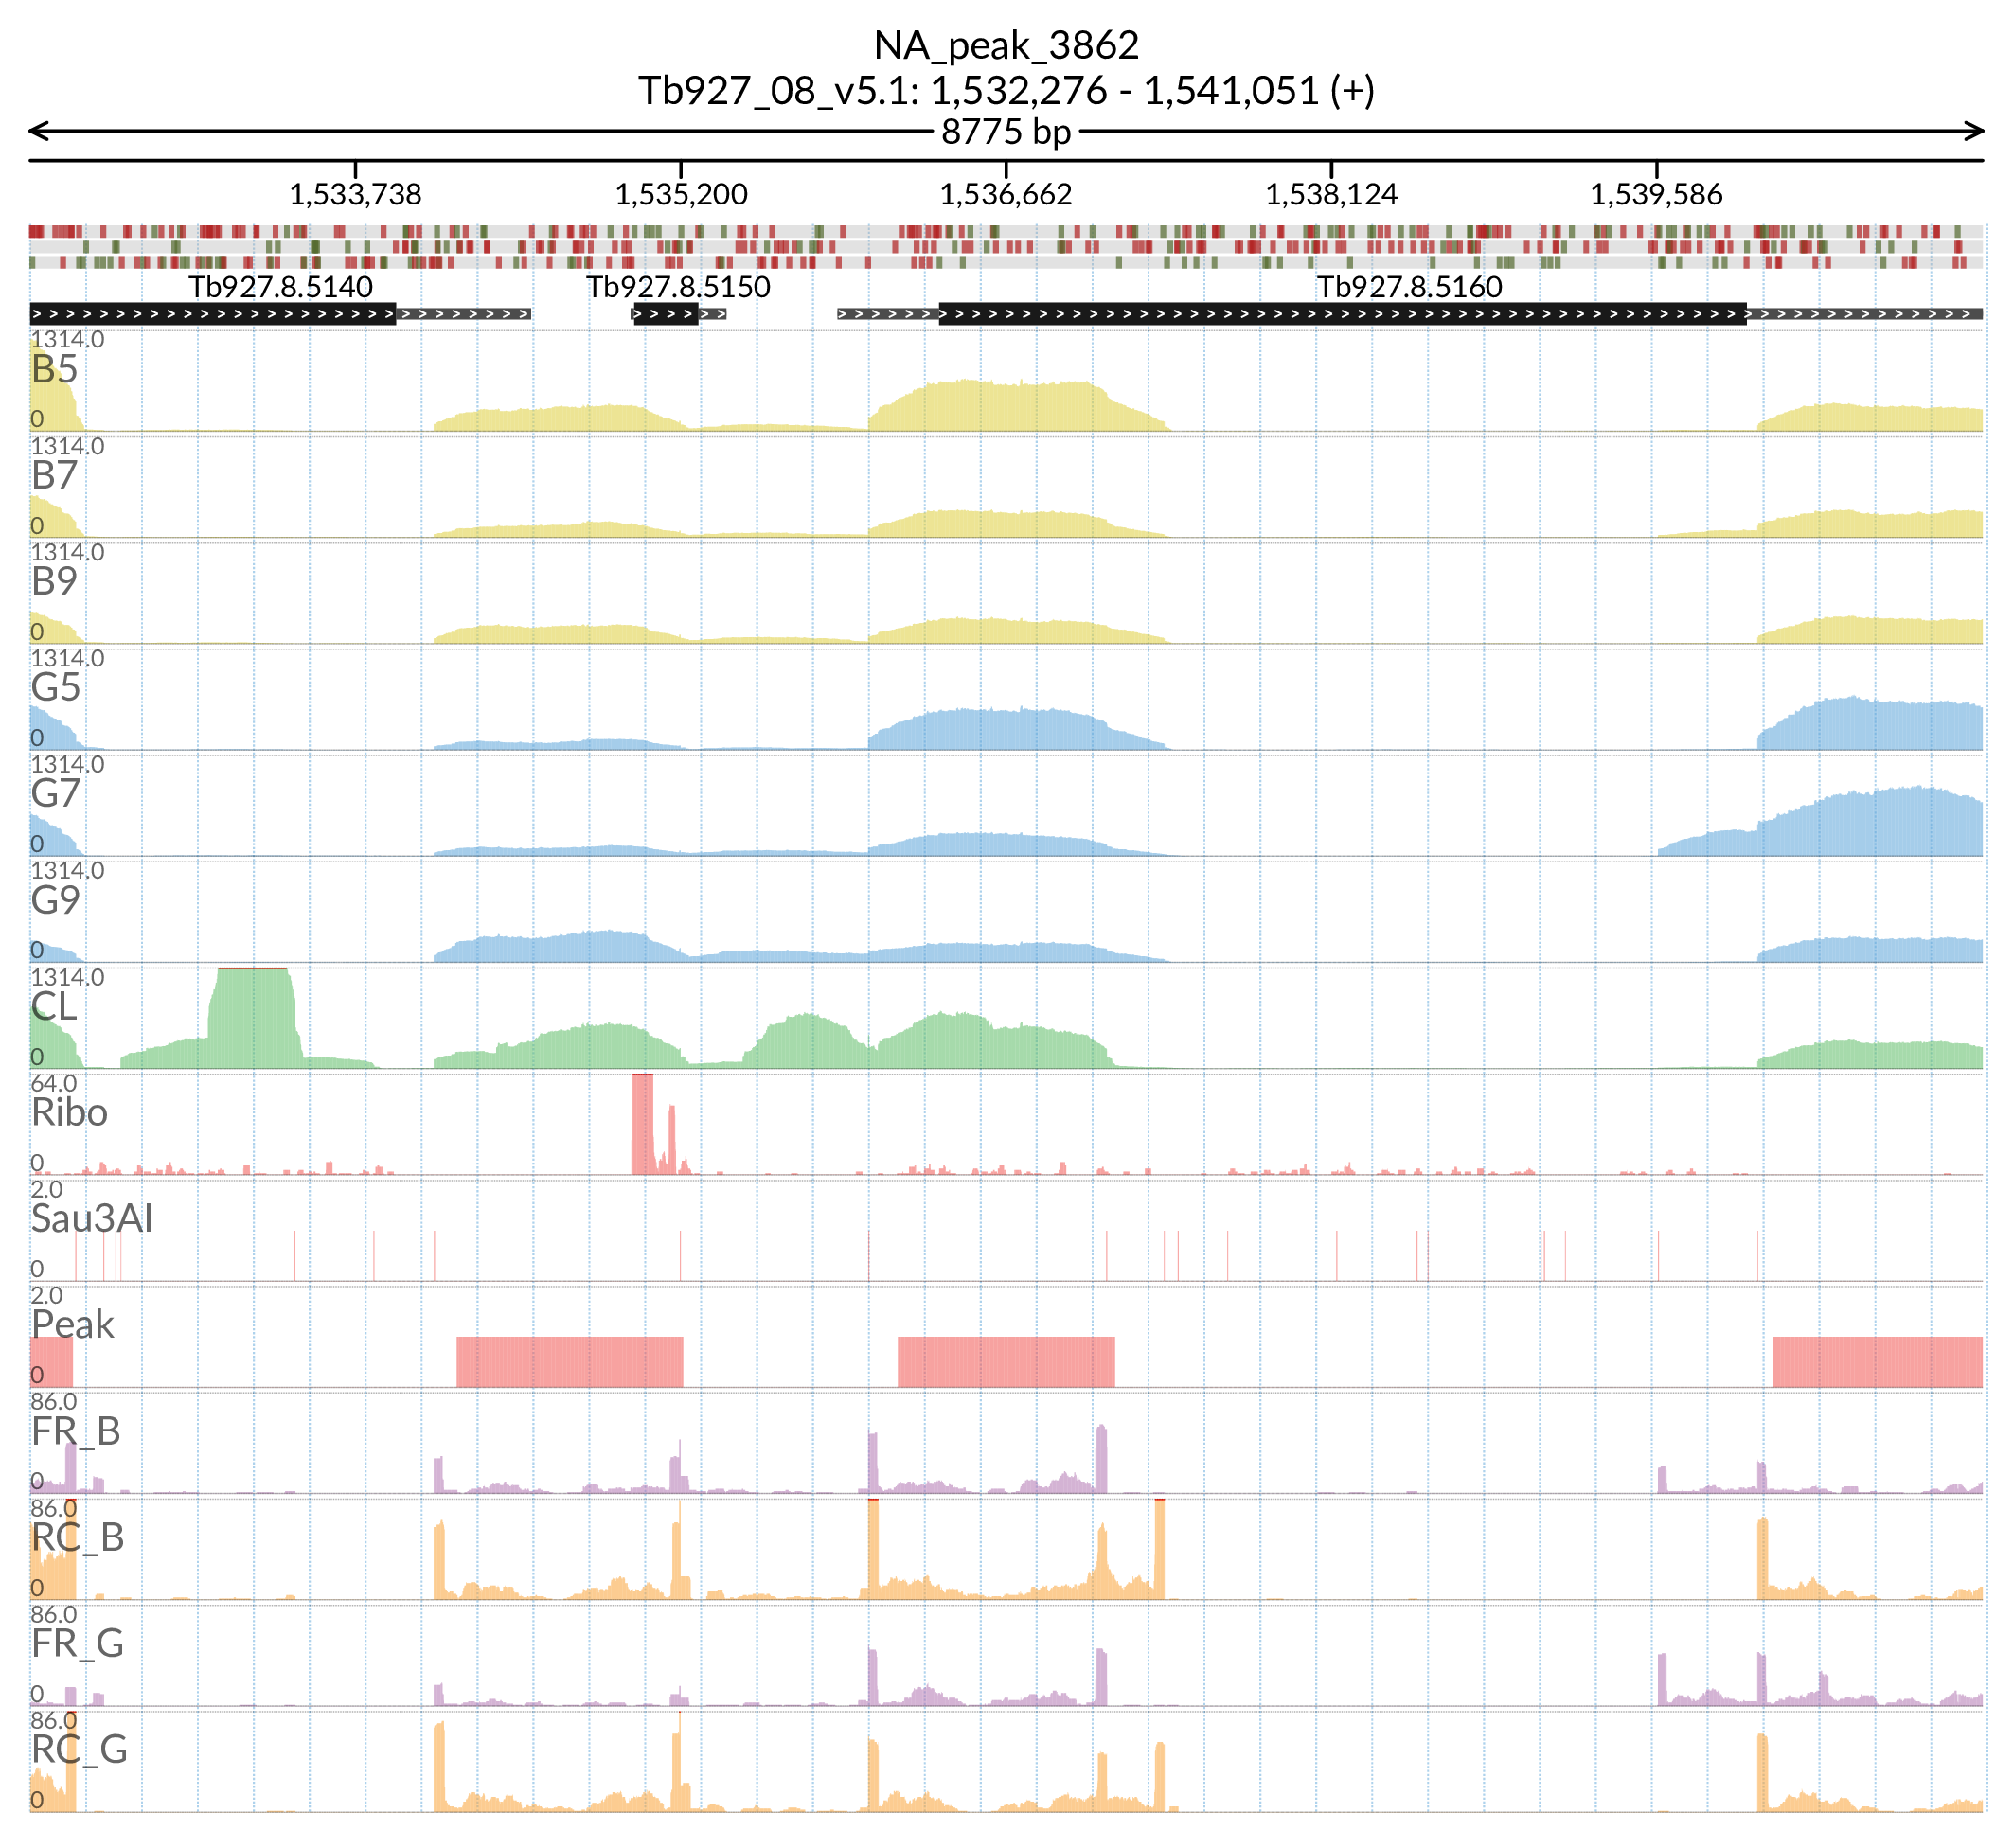 NA_peak_3862
Tb927_08_v5.1: 1,532,276 - 1,541,051 (+)
8775 bp
1,533,738 1,535,200 1,536,662 1,538,124 1,539,586
Tb927.8.5140 Tb927.8.5150 Tb927.8.5160
1314.0
B5
0
1314.0
B7
0
1314.0
B9
0
1314.0
G5
0
1314.0
G7
0
1314.0
G9
0
1314.0
CL
0
64.0
Ribo
0
2.0
Sau3AI
0
2.0
Peak
0
86.0
FR_B
0
86.0
RC_B
0
86.0
FR_G
0
86.0
RC_G
0